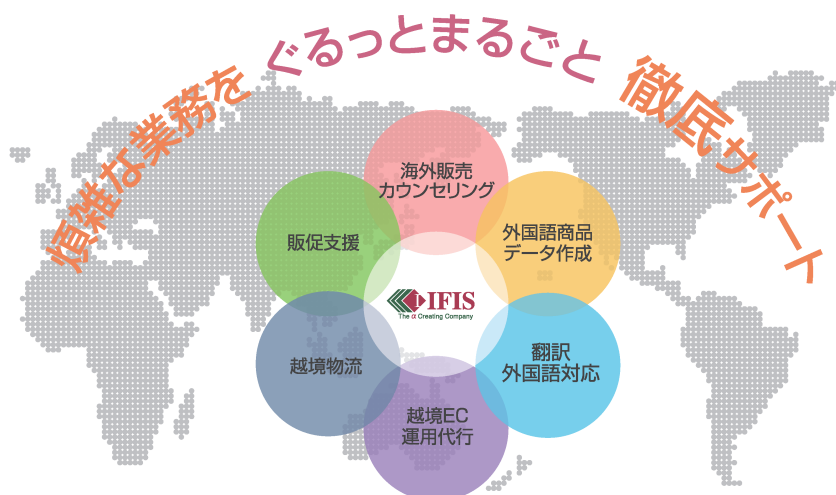 煩雑な業務を ぐるっとまるごと 徹底サポート
海外販売
カウンセリング
外国語商品
データ作成
翻訳
外国語対応
越境EC
運用代行
越境物流
販促支援
IFIS
The α Creating Company